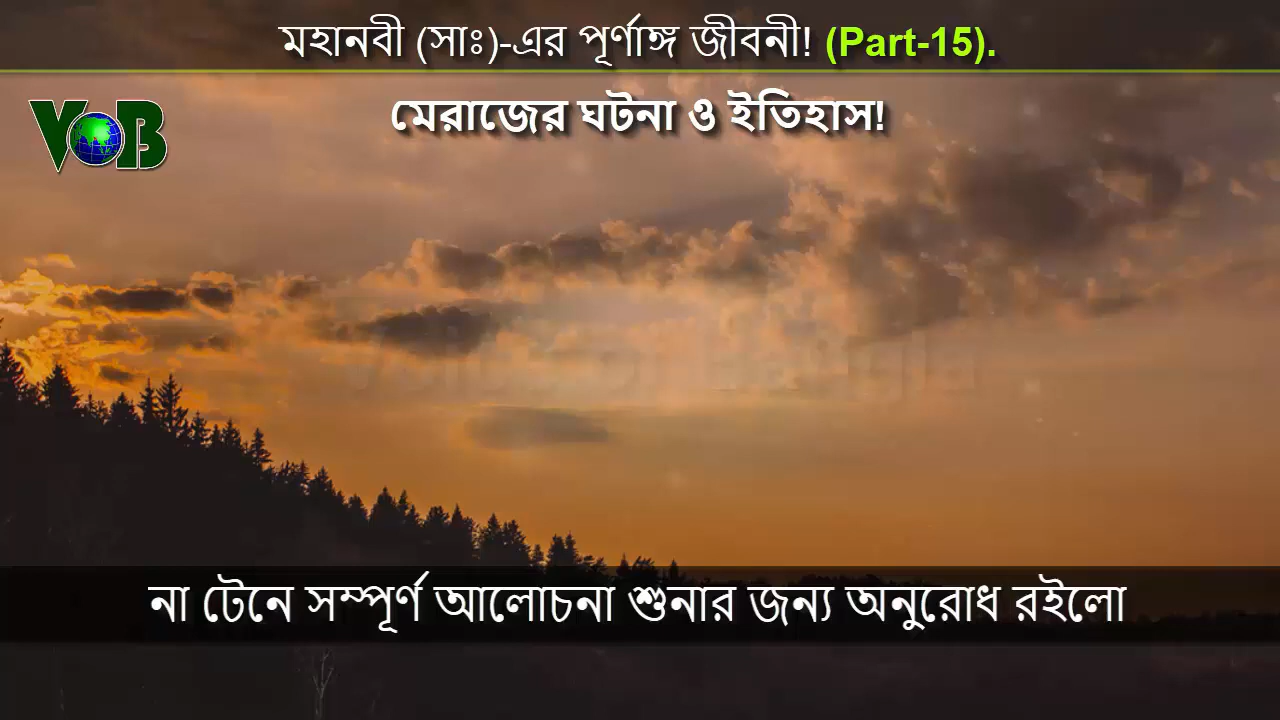 মহানবী (সাঃ)-এর পূর্ণাঙ্গ জীবনী! (Part-15).
VOB
মেরাজের ঘটনা ও ইতিহাস!
না টেনে সম্পূর্ণ আলোচনা শুনার জন্য অনুরোধ রইলো